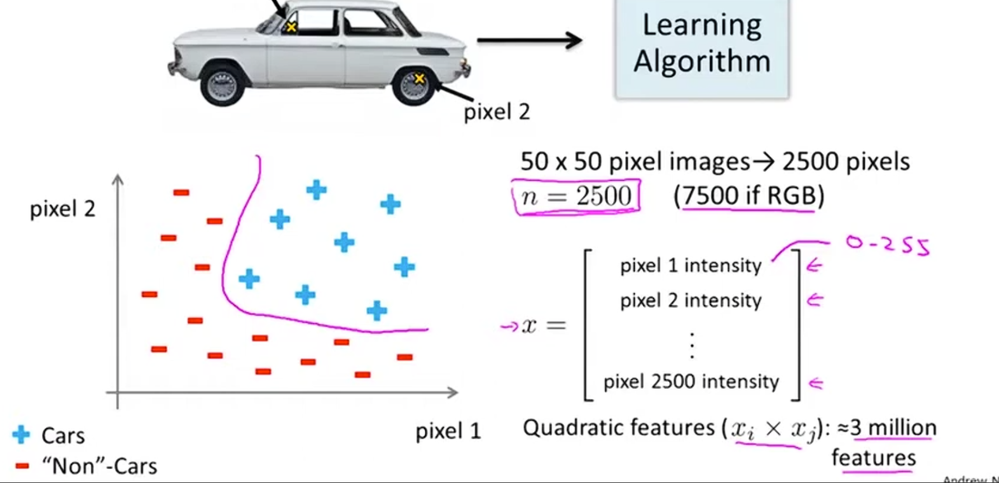 Learning
Algorithm
pixel 2
50 x 50 pixel images→ 2500 pixels
n = 2500 (7500 if RGB)
pixel 2
0-255
pixel 1 intensity
pixel 2 intensity
x =
⋮
pixel 2500 intensity
pixel 1
Quadratic features (xᵢ × xⱼ): ≈3 million
features
Cars
“Non”-Cars
Andrew N